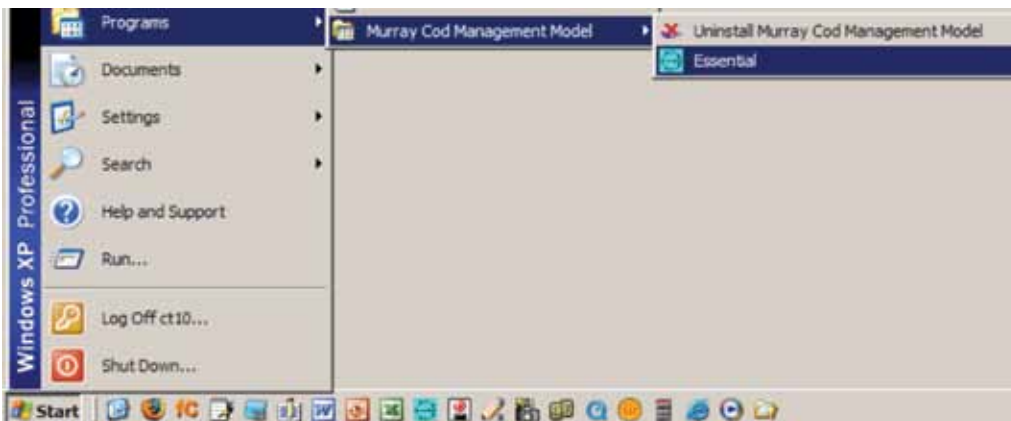 Programs
Murray Cod Management Model
Uninstall Murray Cod Management Model
Essential
Documents
Settings
Search
Help and Support
Run...
Log Off ct10...
Shut Down...
Windows XP Professional
Start